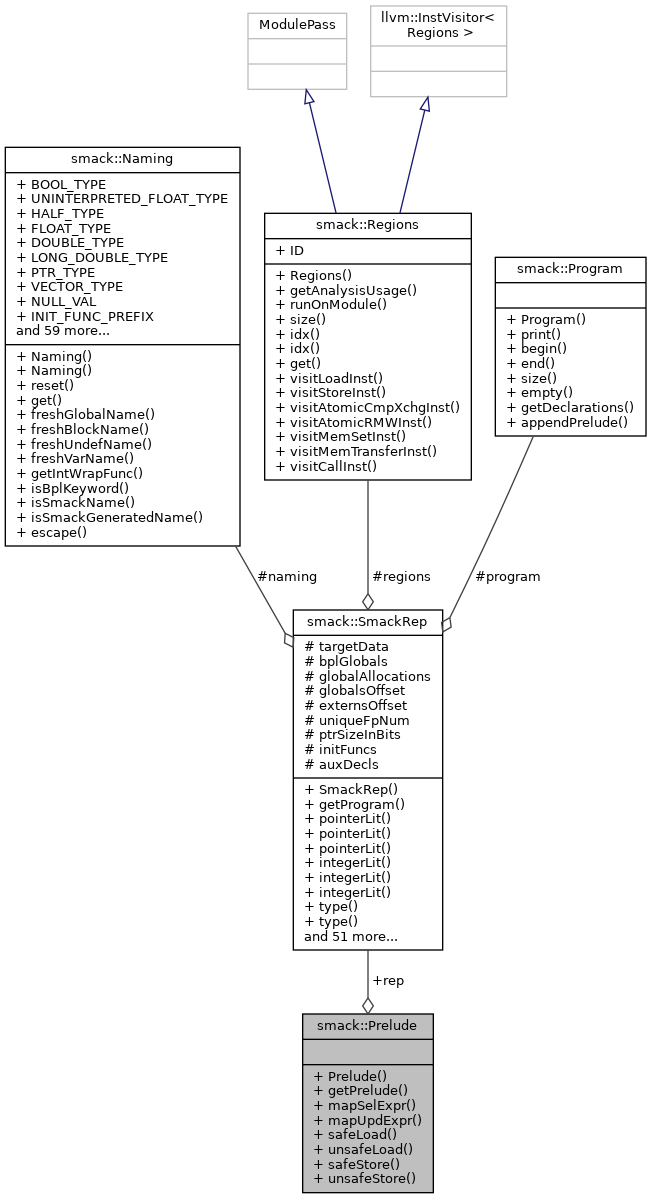 ModulePass
llvm::InstVisitor<
Regions >
smack::Naming
+ BOOL_TYPE
+ UNINTERPRETED_FLOAT_TYPE
+ HALF_TYPE
+ FLOAT_TYPE
+ DOUBLE_TYPE
+ LONG_DOUBLE_TYPE
+ PTR_TYPE
+ VECTOR_TYPE
+ NULL_VAL
+ INIT_FUNC_PREFIX
and 59 more...
+ Naming()
+ Naming()
+ reset()
+ get()
+ freshGlobalName()
+ freshBlockName()
+ freshUndefName()
+ freshVarName()
+ getIntWrapFunc()
+ isBplKeyword()
+ isSmackName()
+ isSmackGeneratedName()
+ escape()
smack::Regions
+ ID
+ Regions()
+ getAnalysisUsage()
+ runOnModule()
+ size()
+ idx()
+ idx()
+ get()
+ visitLoadInst()
+ visitStoreInst()
+ visitAtomicCmpXchgInst()
+ visitAtomicRMWInst()
+ visitMemSetInst()
+ visitMemTransferInst()
+ visitCallInst()
smack::Program
+ Program()
+ print()
+ begin()
+ end()
+ size()
+ empty()
+ getDeclarations()
+ appendPrelude()
#naming
#regions
#program
smack::SmackRep
# targetData
# bplGlobals
# globalAllocations
# globalsOffset
# externsOffset
# uniqueFpNum
# ptrSizeInBits
# initFuncs
# auxDecls
+ SmackRep()
+ getProgram()
+ pointerLit()
+ pointerLit()
+ pointerLit()
+ integerLit()
+ integerLit()
+ integerLit()
+ type()
+ type()
and 51 more...
+rep
smack::Prelude
+ Prelude()
+ getPrelude()
+ mapSelExpr()
+ mapUpdExpr()
+ safeLoad()
+ unsafeLoad()
+ safeStore()
+ unsafeStore()